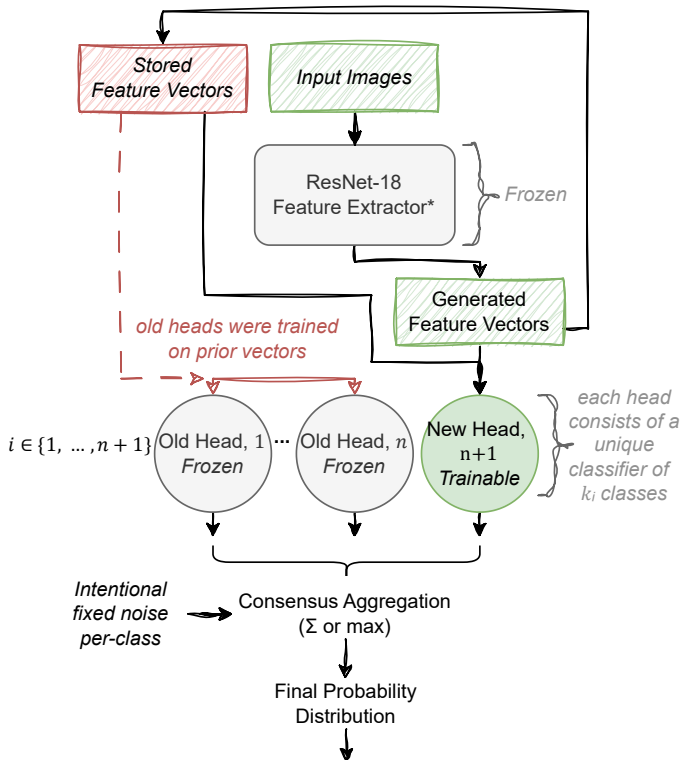 Stored
Feature Vectors
Input Images
ResNet-18
Feature Extractor*
Frozen
Generated
Feature Vectors
old heads were trained
on prior vectors
i ∈ {1, ... , n + 1}
Old Head, 1
Frozen
...
Old Head, n
Frozen
New Head,
n+1
Trainable
each head
consists of a
unique
classifier of
kᵢ classes
Intentional
fixed noise
per-class
Consensus Aggregation
(Σ or max)
Final Probability
Distribution